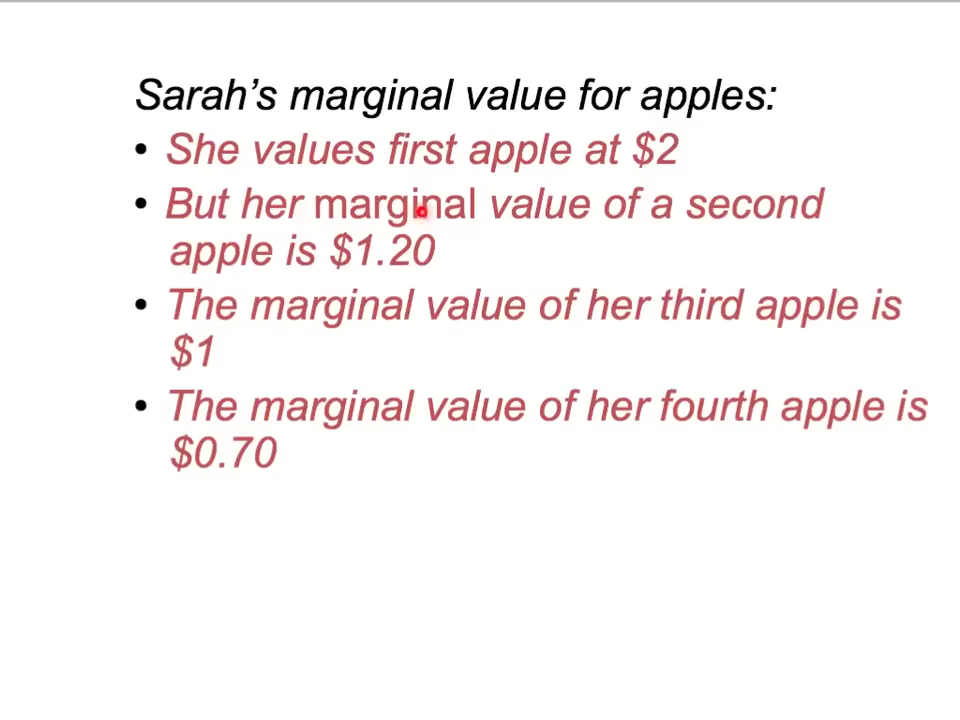 Sarah’s marginal value for apples:
• She values first apple at $2
• But her marginal value of a second
apple is $1.20
• The marginal value of her third apple is
$1
• The marginal value of her fourth apple is
$0.70